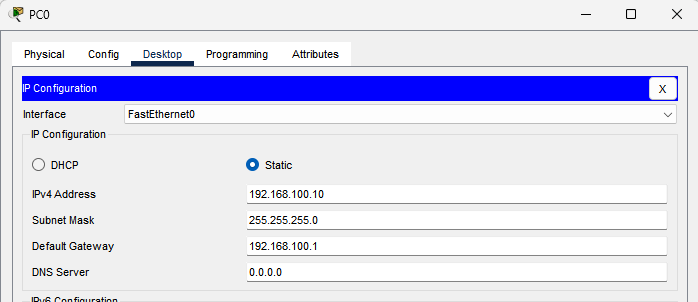 PC0
Physical Config Desktop Programming Attributes
IP Configuration X
Interface FastEthernet0
IP Configuration
DHCP Static
IPv4 Address 192.168.100.10
Subnet Mask 255.255.255.0
Default Gateway 192.168.100.1
DNS Server 0.0.0.0
IPv6 Configuration